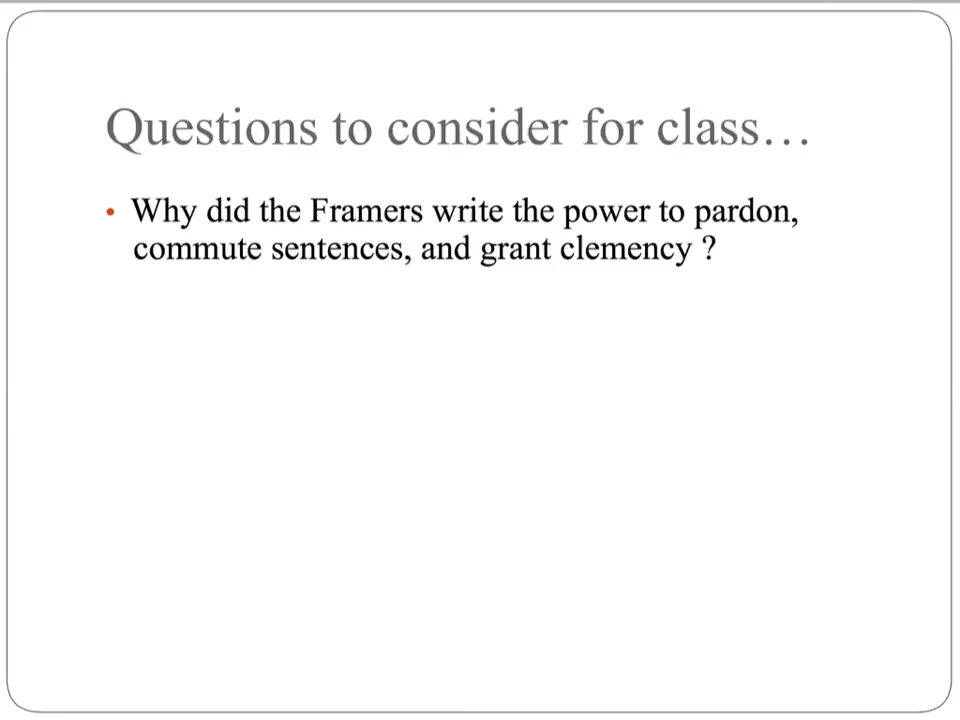 Questions to consider for class…
• Why did the Framers write the power to pardon,
commute sentences, and grant clemency ?